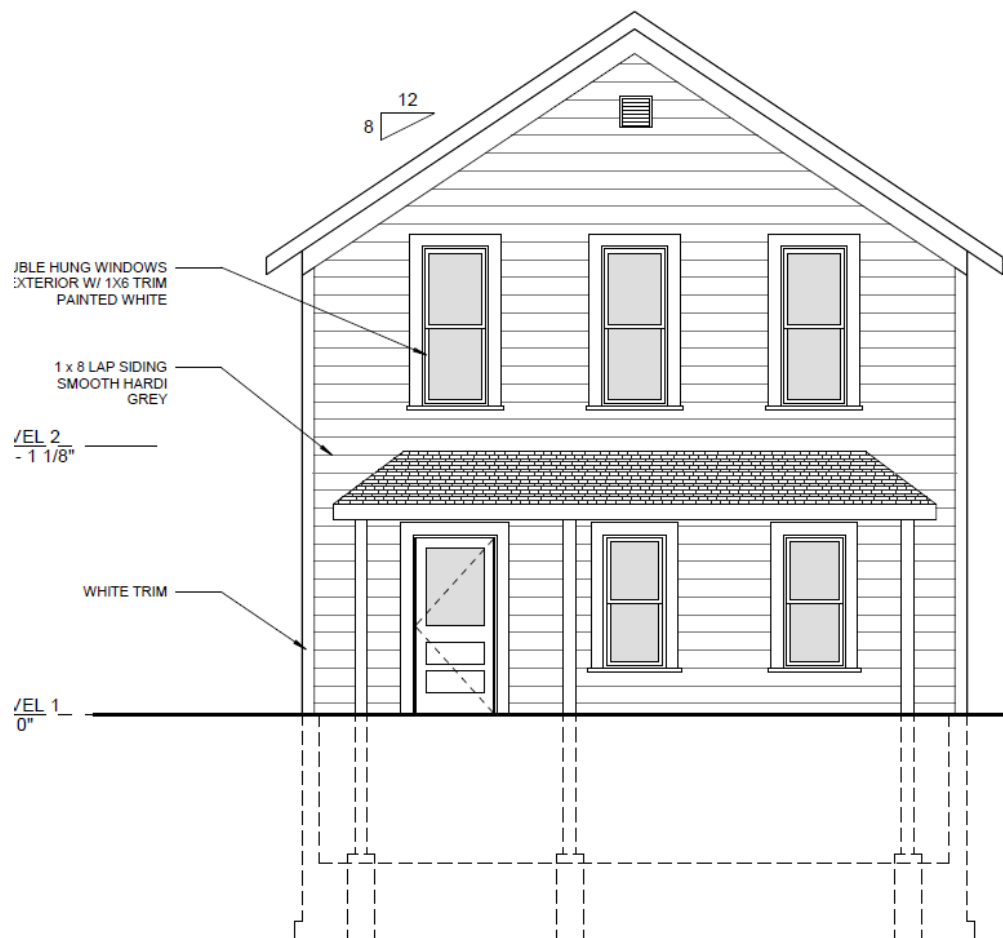 12
8
UBLE HUNG WINDOWS
EXTERIOR W/ 1X6 TRIM
PAINTED WHITE
1 x 8 LAP SIDING
SMOOTH HARDI
GREY
VEL 2
- 1 1/8"
WHITE TRIM
VEL 1
0"